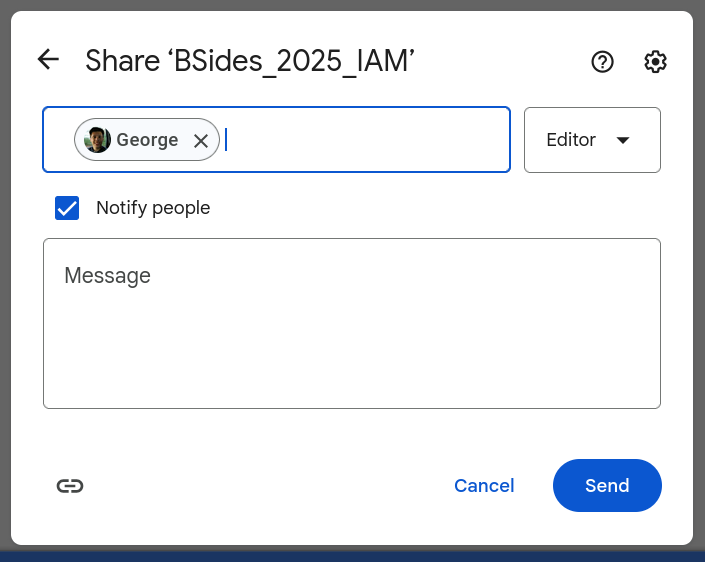 Share ‘BSides_2025_IAM’
George
Editor
Notify people
Message
Cancel
Send